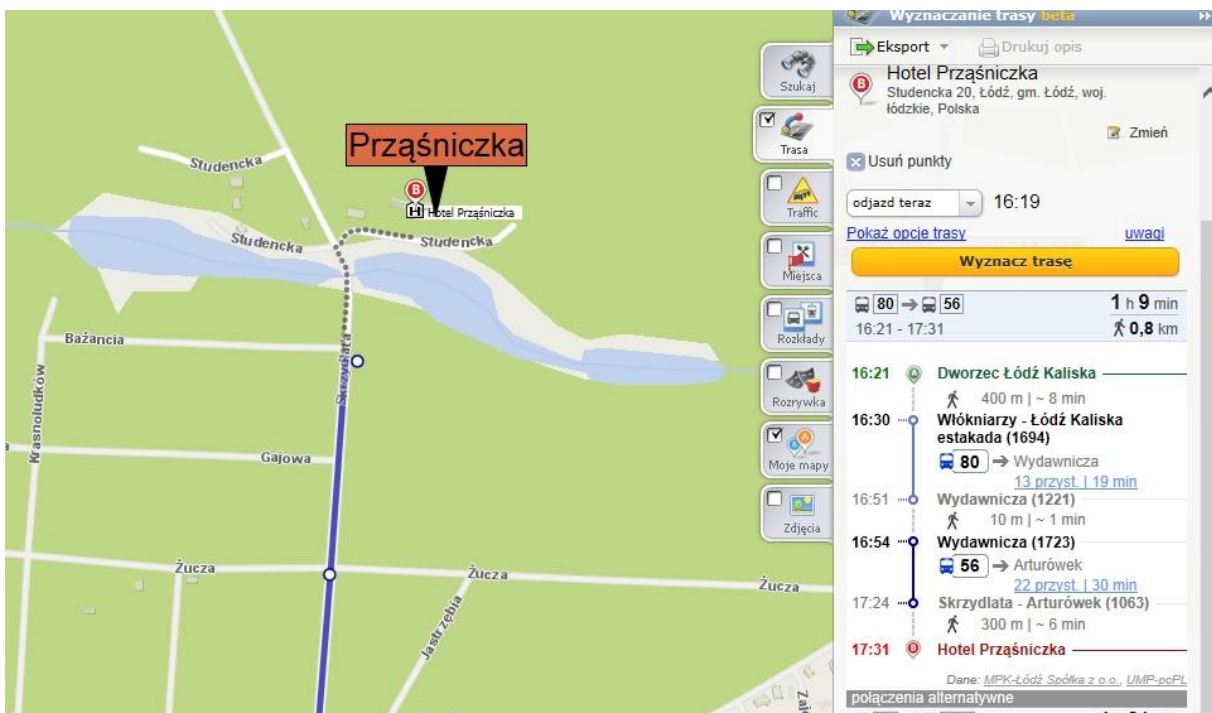 Wyznaczanie trasy beta
Eksport
Drukuj opis
Hotel Prząśniczka
Studencka 20, Łódź, gm. Łódź, woj.
łódzkie, Polska
Zmień
Usuń punkty
odjazd teraz
16:19
Pokaż opcje trasy
uwagi
Wyznacz trasę
80 → 56
1 h 9 min
16:21 - 17:31
0,8 km
16:21 Dworzec Łódź Kaliska
400 m | ~ 8 min
16:30 Włókniarzy - Łódź Kaliska
estakada (1694)
80 → Wydawnicza
13 przyst. | 19 min
16:51 Wydawnicza (1221)
10 m | ~ 1 min
16:54 Wydawnicza (1723)
56 → Arturówek
22 przyst. | 30 min
17:24 Skrzydlata - Arturówek (1063)
300 m | ~ 6 min
17:31 Hotel Prząśniczka
Dane: MPK-Łódź Spółka z o.o., UMP-pcPL
połączenia alternatywne
Szukaj
Trasa
Traffic
Miejsca
Rozkłady
Rozrywka
Moje mapy
Zdjęcia
Prząśniczka
Studencka
B
H Hotel Prząśniczka
Studencka
Studencka
Bażancia
Skrzydlata
Krasnoludków
Gajowa
Żucza
Żucza
Żucza
Jastrzębia